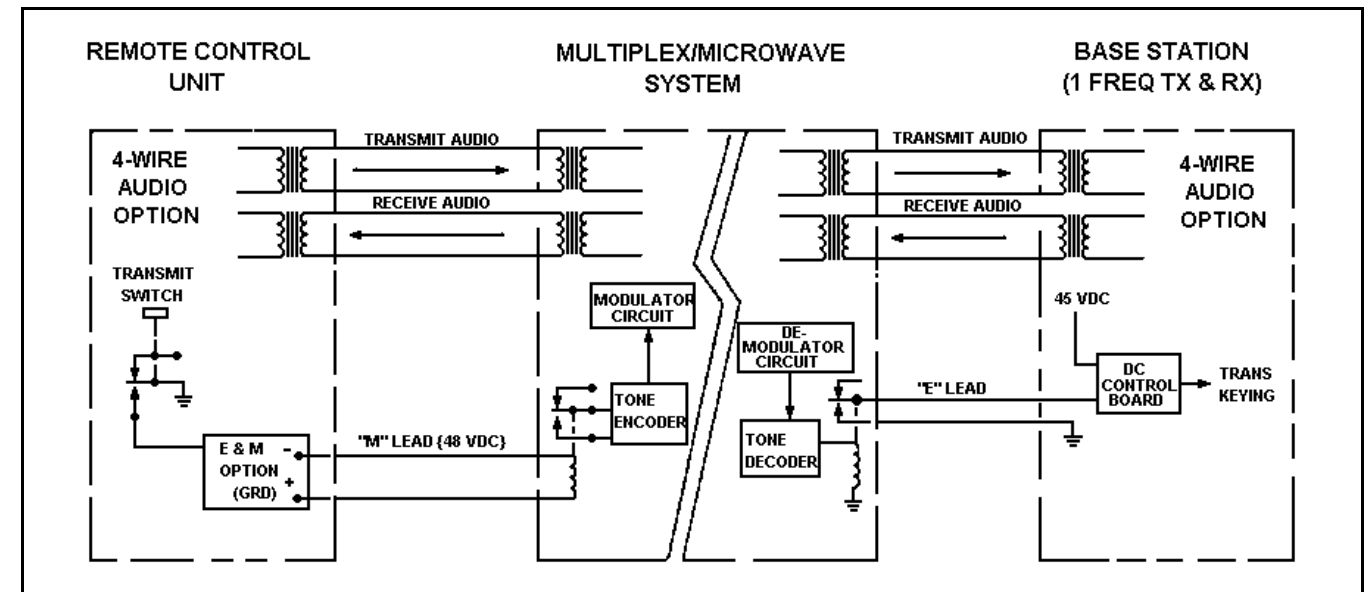 REMOTE CONTROL
UNIT
MULTIPLEX/MICROWAVE
SYSTEM
BASE STATION
(1 FREQ TX & RX)
4-WIRE
AUDIO
OPTION
TRANSMIT AUDIO
RECEIVE AUDIO
TRANSMIT
SWITCH
E & M -
OPTION
(GRD) +
"M" LEAD {48 VDC}
MODULATOR
CIRCUIT
TONE
ENCODER
DE-
MODULATOR
CIRCUIT
TONE
DECODER
TRANSMIT AUDIO
RECEIVE AUDIO
"E" LEAD
4-WIRE
AUDIO
OPTION
45 VDC
DC
CONTROL
BOARD
TRANS
KEYING